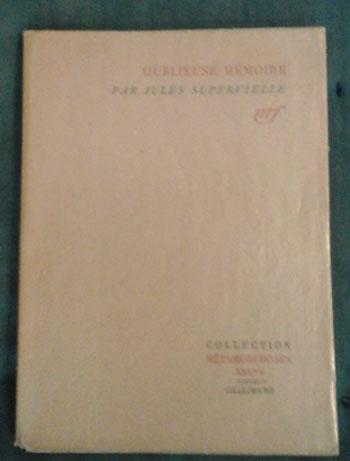 OUBLIEUSE MÉMOIRE
PAR JULES SUPERVIELLE
nrf
COLLECTION
MÉTAMORPHOSES
GALLIMARD